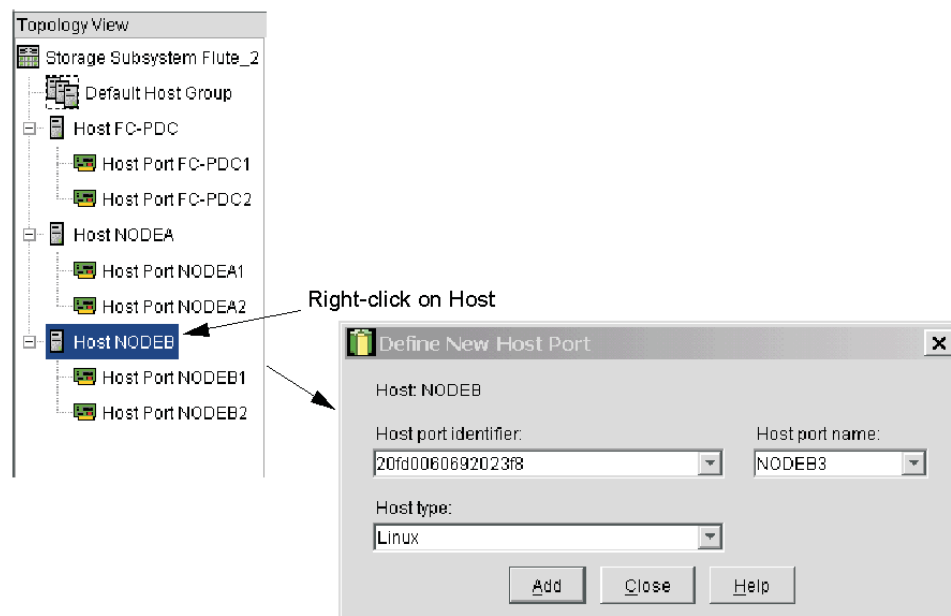 Topology View
Storage Subsystem Flute_2
Default Host Group
Host FC-PDC
Host Port FC-PDC1
Host Port FC-PDC2
Host NODEA
Host Port NODEA1
Host Port NODEA2
Host NODEB
Host Port NODEB1
Host Port NODEB2
Right-click on Host
Define New Host Port
Host: NODEB
Host port identifier:
Host port name:
20fd0060692023f8
NODEB3
Host type:
Linux
Add
Close
Help